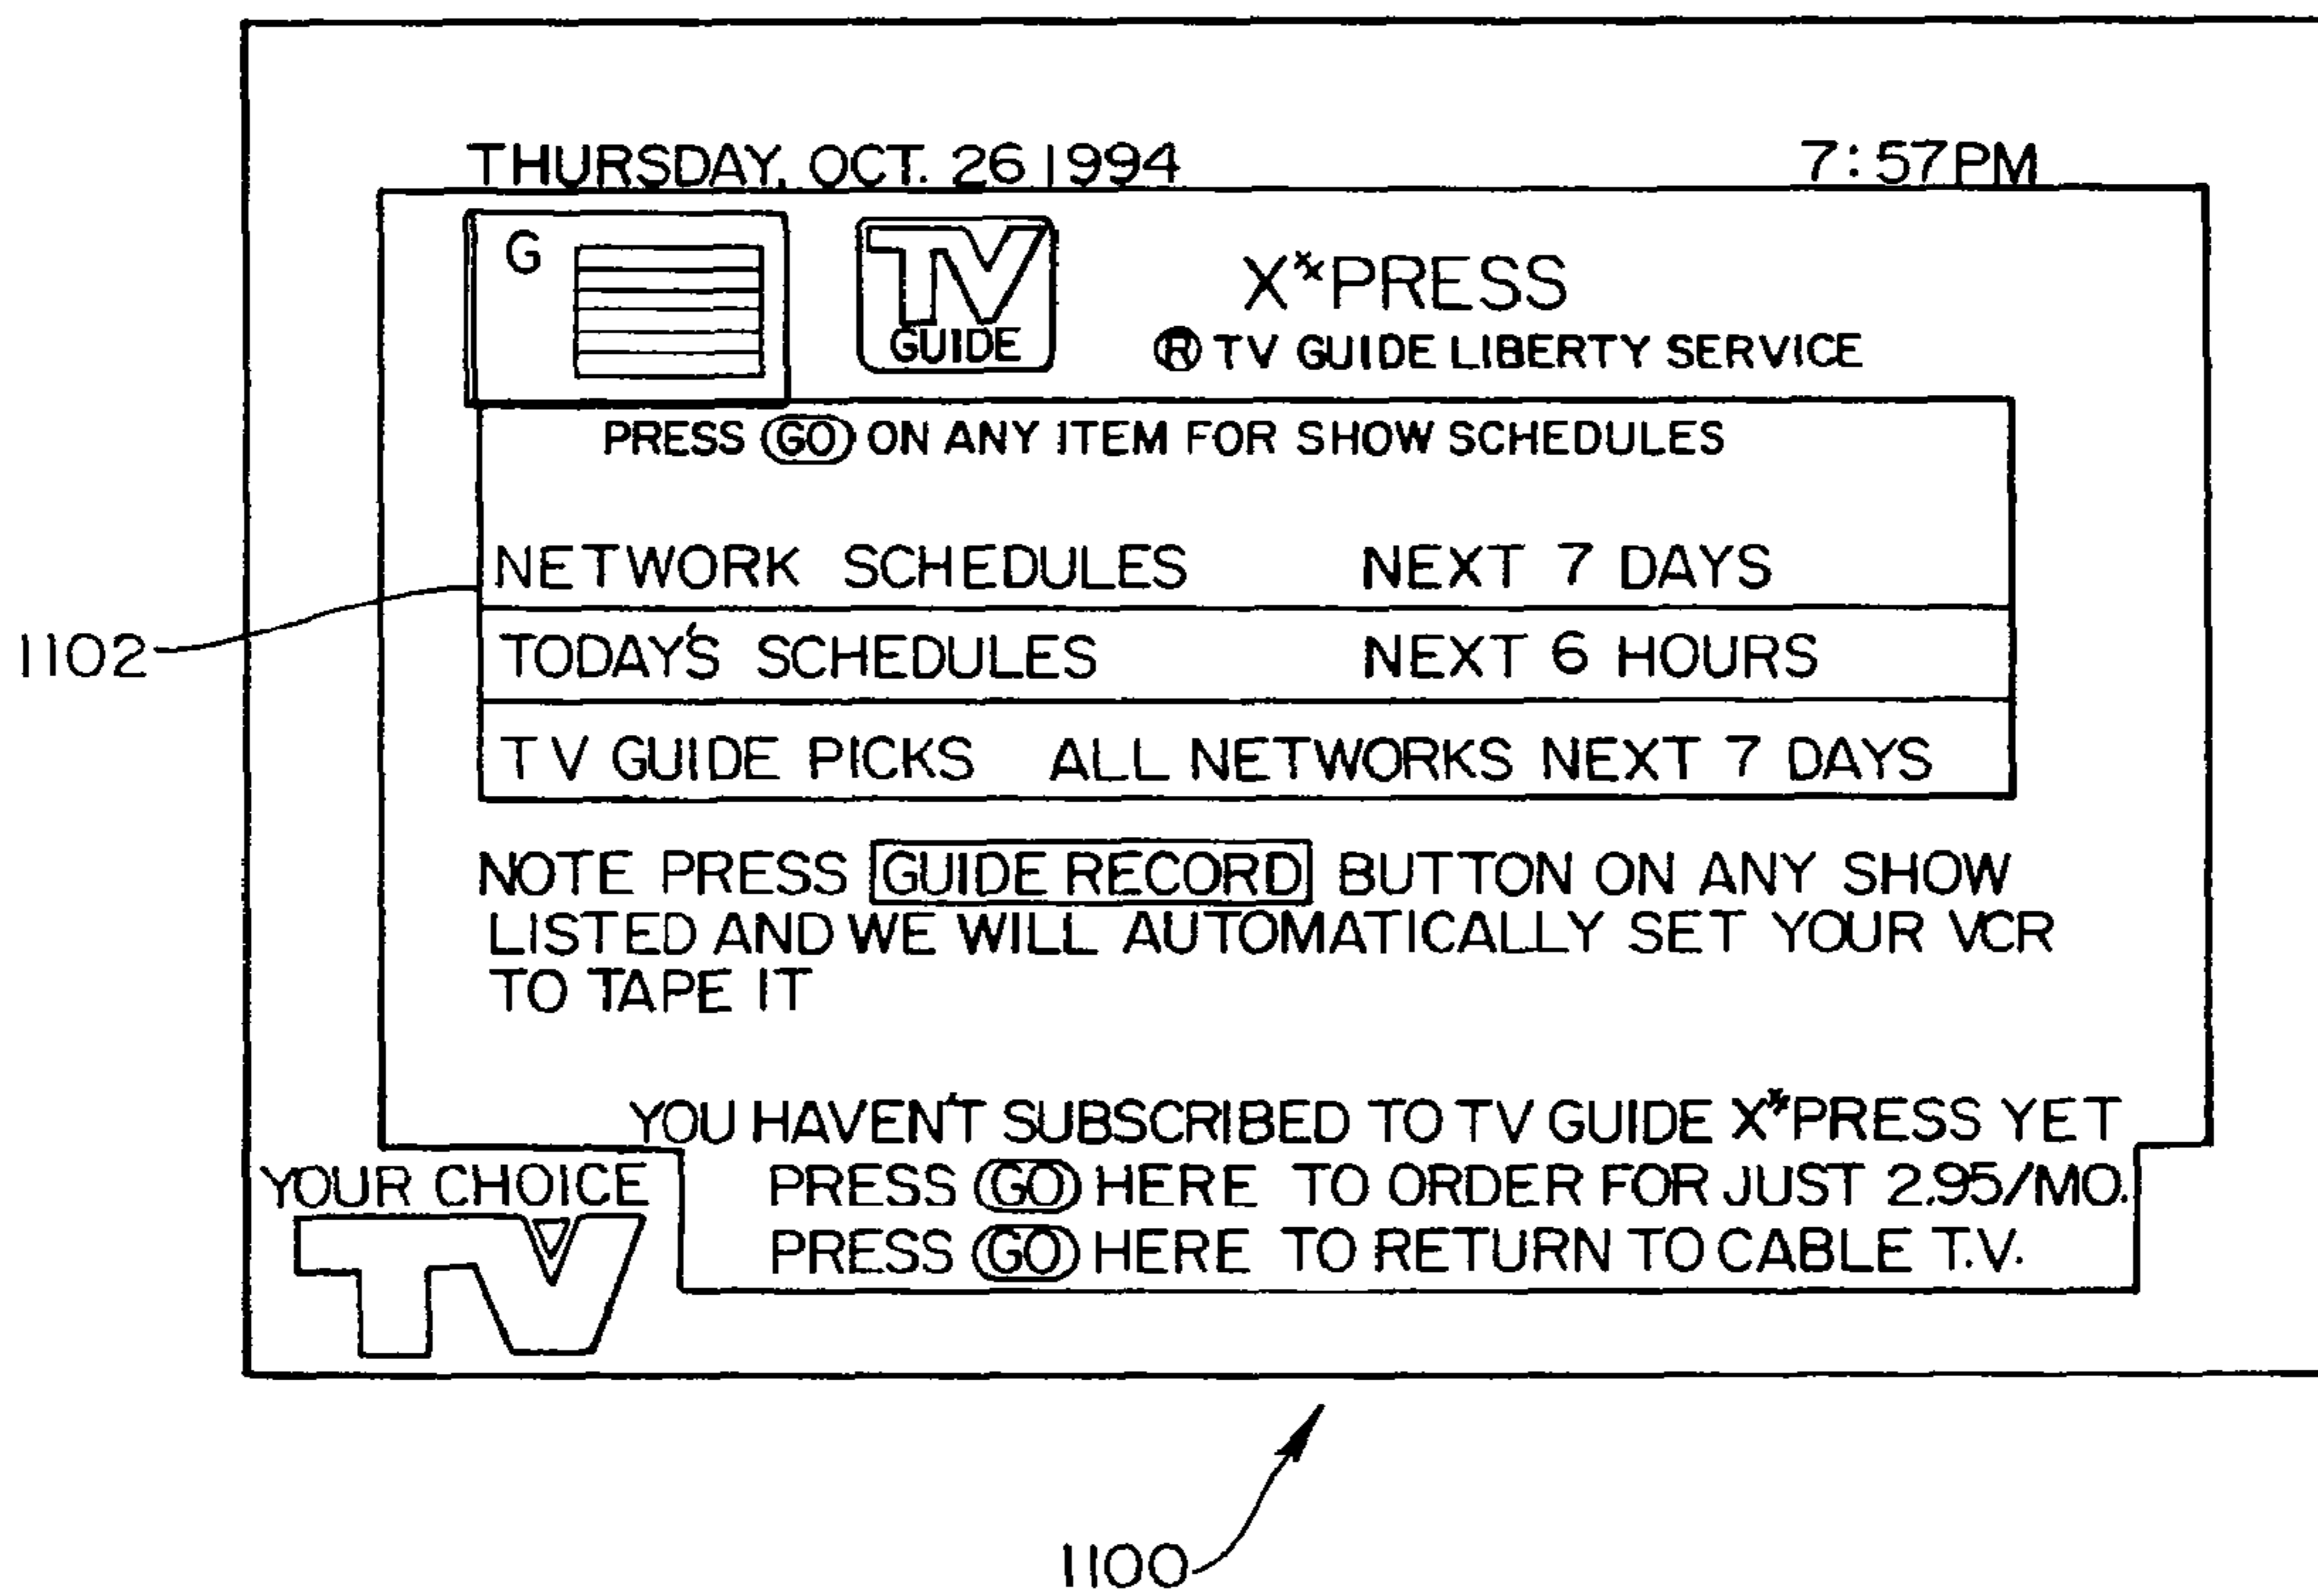 THURSDAY, OCT. 26 1994 7:57PM
G
TV
GUIDE
X**PRESS
® TV GUIDE LIBERTY SERVICE
PRESS GO ON ANY ITEM FOR SHOW SCHEDULES
NETWORK SCHEDULES NEXT 7 DAYS
1102
TODAY'S SCHEDULES NEXT 6 HOURS
TV GUIDE PICKS ALL NETWORKS NEXT 7 DAYS
NOTE PRESS GUIDE RECORD BUTTON ON ANY SHOW
LISTED AND WE WILL AUTOMATICALLY SET YOUR VCR
TO TAPE IT
YOU HAVEN'T SUBSCRIBED TO TV GUIDE X*PRESS YET
PRESS GO HERE TO ORDER FOR JUST 2.95/MO.
PRESS GO HERE TO RETURN TO CABLE T.V.
YOUR CHOICE
TV
1100